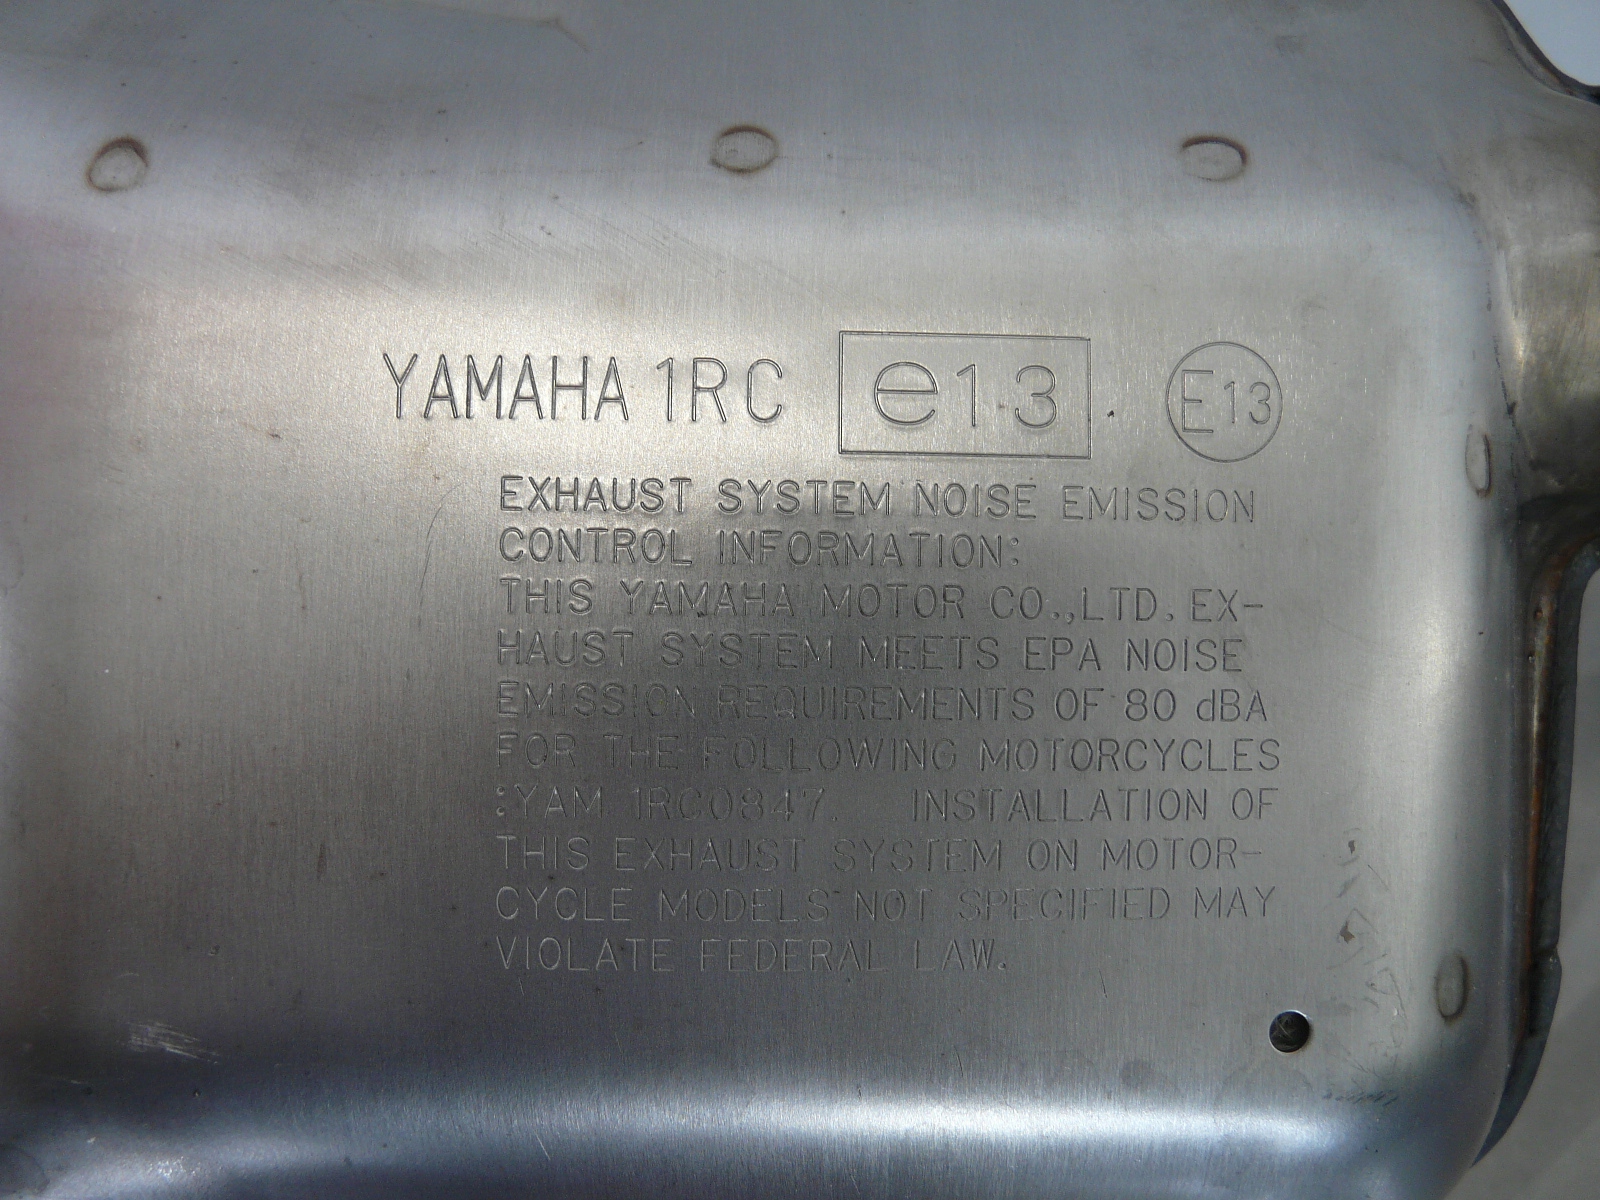 YAMAHA 1RC e13 E13
EXHAUST SYSTEM NOISE EMISSION
CONTROL INFORMATION:
THIS YAMAHA MOTOR CO.,LTD. EX-
HAUST SYSTEM MEETS EPA NOISE
EMISSION REQUIREMENTS OF 80 dBA
FOR THE FOLLOWING MOTORCYCLES
:YAM 1RC0847. INSTALLATION OF
THIS EXHAUST SYSTEM ON MOTOR-
CYCLE MODELS NOT SPECIFIED MAY
VIOLATE FEDERAL LAW.